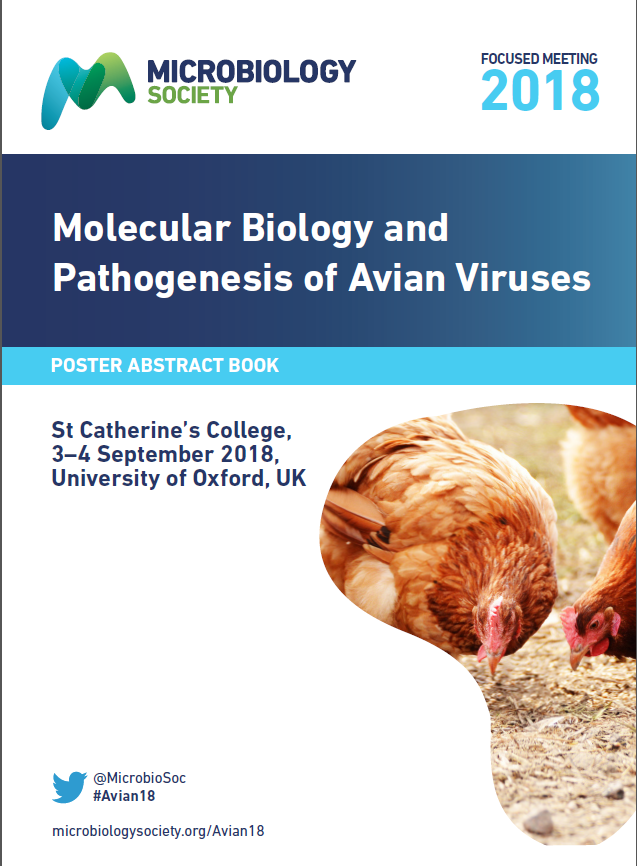 MICROBIOLOGY
SOCIETY
FOCUSED MEETING
2018
Molecular Biology and
Pathogenesis of Avian Viruses
POSTER ABSTRACT BOOK
St Catherine’s College,
3–4 September 2018,
University of Oxford, UK
@MicrobioSoc
#Avian18
microbiologysociety.org/Avian18